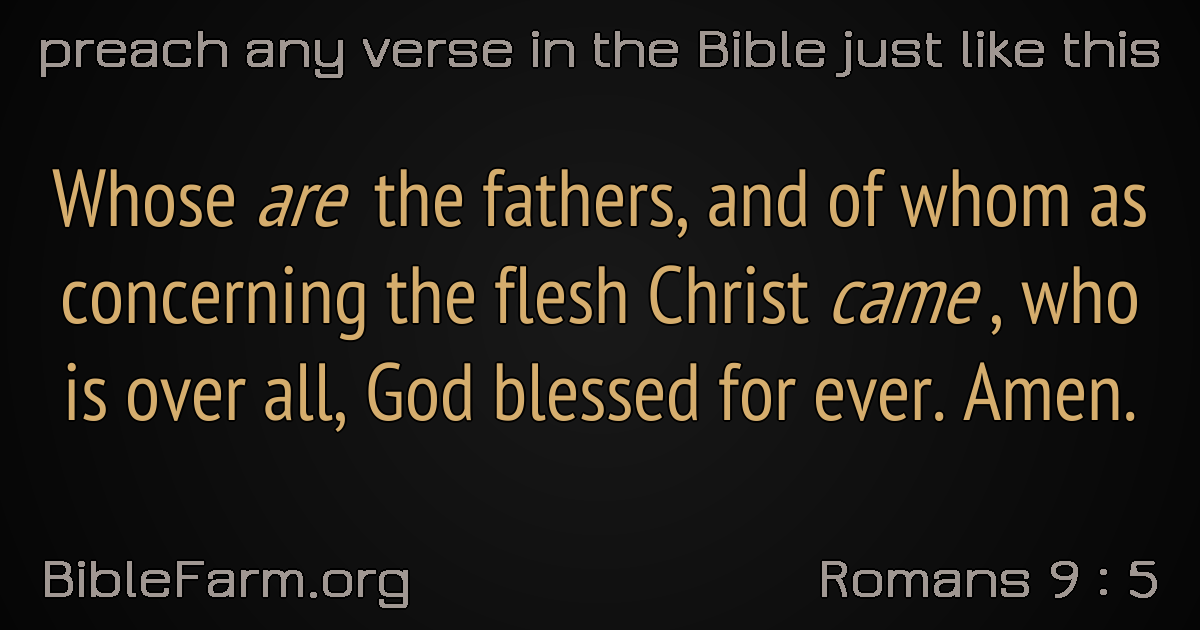 preach any verse in the Bible just like this
Whose are the fathers, and of whom as
concerning the flesh Christ came , who
is over all, God blessed for ever. Amen.
BibleFarm.org
Romans 9 : 5